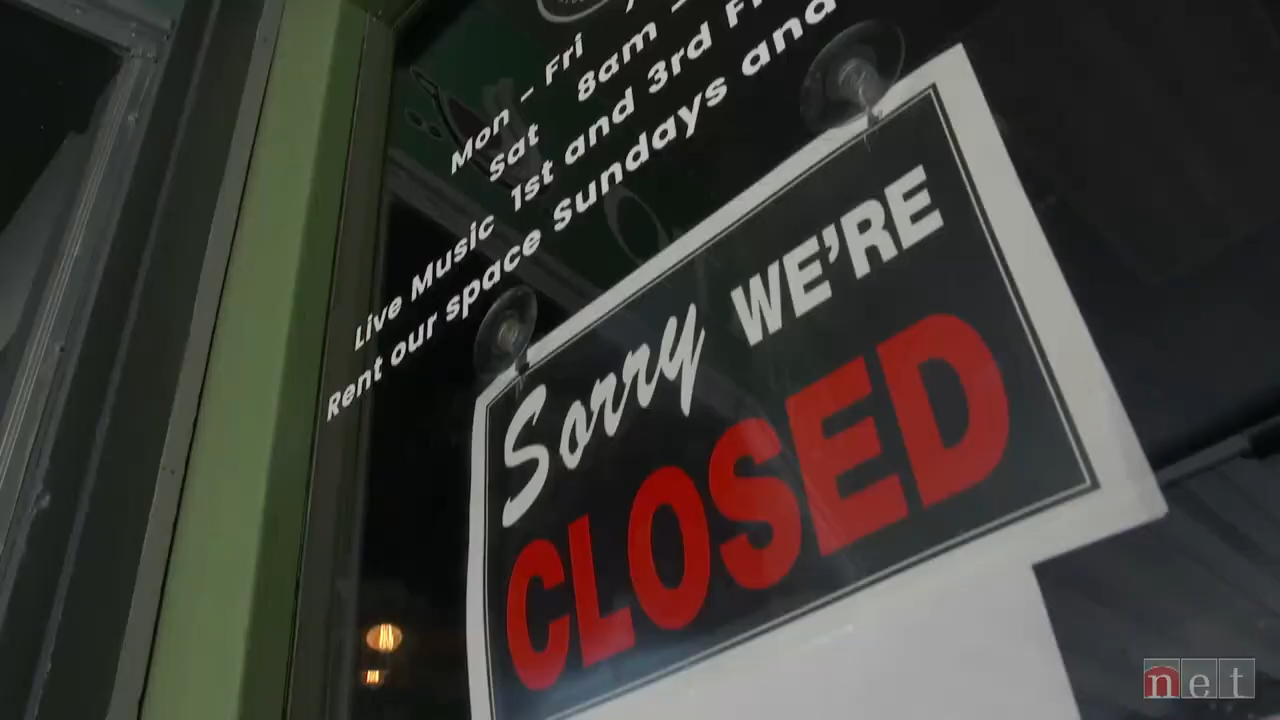 Mon - Fri
Sat 8am -
Live Music 1st and 3rd
Rent our space Sundays and
Sorry WE'RE
CLOSED
net